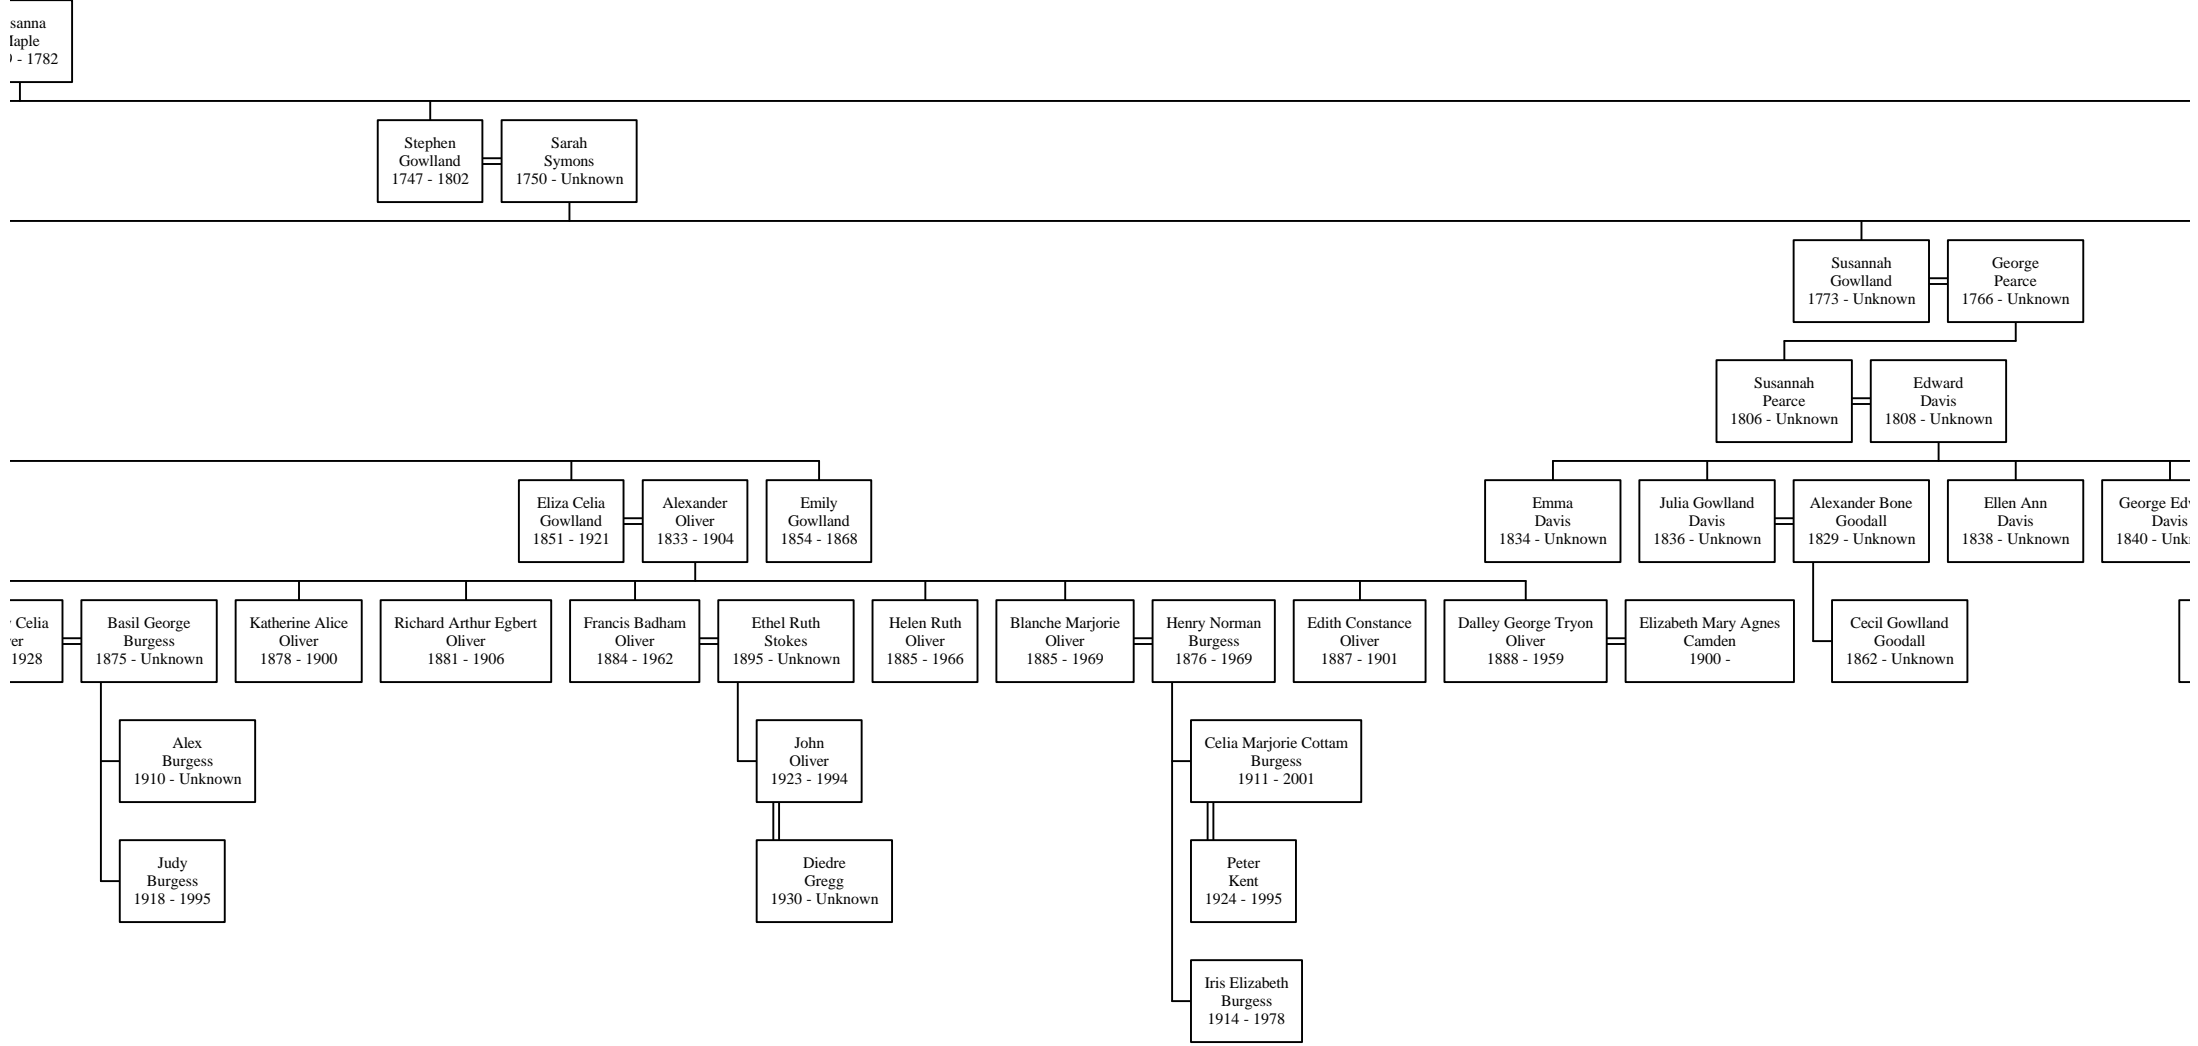 - 1782
Stephen
Gowlland
1747 - 1802
Sarah
Symons
1750 - Unknown
Susannah
Gowlland
1773 - Unknown
George
Pearce
1766 - Unknown
Susannah
Pearce
1806 - Unknown
Edward
Davis
1808 - Unknown
Eliza Celia
Gowlland
1851 - 1921
Alexander
Oliver
1833 - 1904
Emily
Gowlland
1854 - 1868
Emma
Davis
1834 - Unknown
Julia Gowlland
Davis
1836 - Unknown
Alexander Bone
Goodall
1829 - Unknown
Ellen Ann
Davis
1838 - Unknown
George
Davis
1840 -
Celia
1928
Basil George
Burgess
1875 - Unknown
Katherine Alice
Oliver
1878 - 1900
Richard Arthur Egbert
Oliver
1881 - 1906
Francis Badham
Oliver
1884 - 1962
Ethel Ruth
Stokes
1895 - Unknown
Helen Ruth
Oliver
1885 - 1966
Blanche Marjorie
Oliver
1885 - 1969
Henry Norman
Burgess
1876 - 1969
Edith Constance
Oliver
1887 - 1901
Dalley George Tryon
Oliver
1888 - 1959
Elizabeth Mary Agnes
Camden
1900 -
Cecil Gowlland
Goodall
1862 - Unknown
Alex
Burgess
1910 - Unknown
John
Oliver
1923 - 1994
Celia Marjorie Cottam
Burgess
1911 - 2001
Judy
Burgess
1918 - 1995
Diedre
Gregg
1930 - Unknown
Peter
Kent
1924 - 1995
Iris Elizabeth
Burgess
1914 - 1978